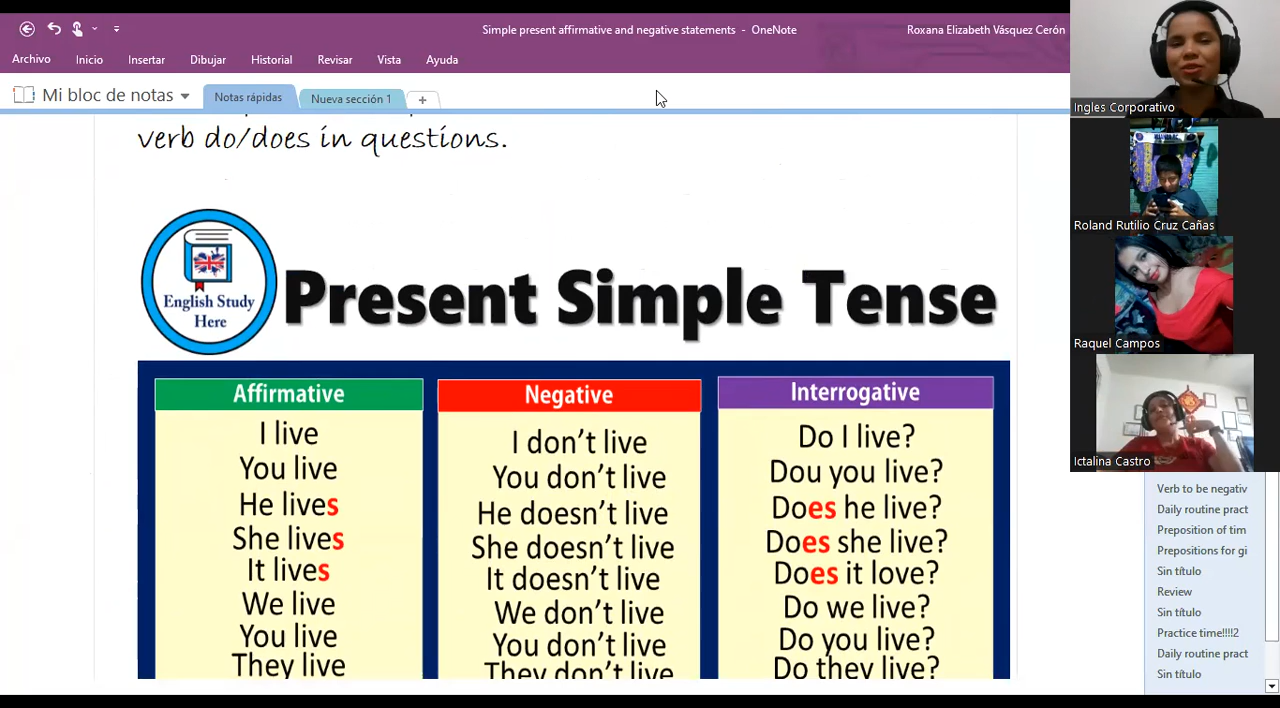 Simple present affirmative and negative statements - OneNote
Roxana Elizabeth Vásquez Cerón
Archivo Inicio Insertar Dibujar Historial Revisar Vista Ayuda
Mi bloc de notas
Notas rápidas
Nueva sección 1
verb do/does in questions.
English Study
Here
Present Simple Tense
Affirmative
I live
You live
He lives
She lives
It lives
We live
You live
They live
Negative
I don't live
You don't live
He doesn't live
She doesn't live
It doesn't live
We don't live
You don't live
They don't live
Interrogative
Do I live?
Dou you live?
Does he live?
Does she live?
Does it love?
Do we live?
Do you live?
Do they live?
Ingles Corporativo
Roland Rutilio Cruz Cañas
Raquel Campos
Ictalina Castro
Verb to be negativ
Daily routine pract
Preposition of tim
Prepositions for gi
Sin título
Review
Sin título
Practice time!!!!2
Daily routine pract
Sin título